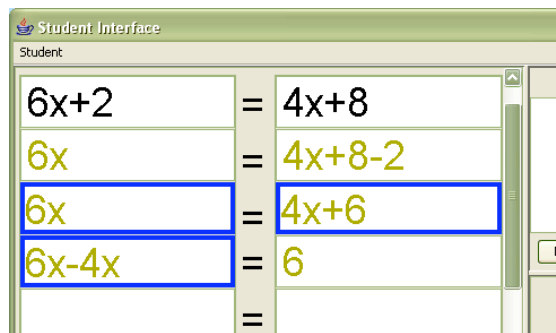 Student Interface
Student
6x+2 = 4x+8
6x = 4x+8-2
6x = 4x+6
6x-4x = 6
=